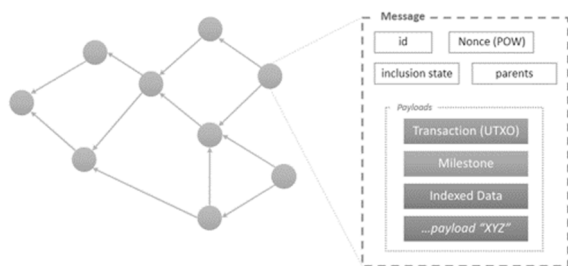 Message
id
Nonce (POW)
inclusion state
parents
Payloads
Transaction (UTXO)
Milestone
Indexed Data
...payload "XYZ"